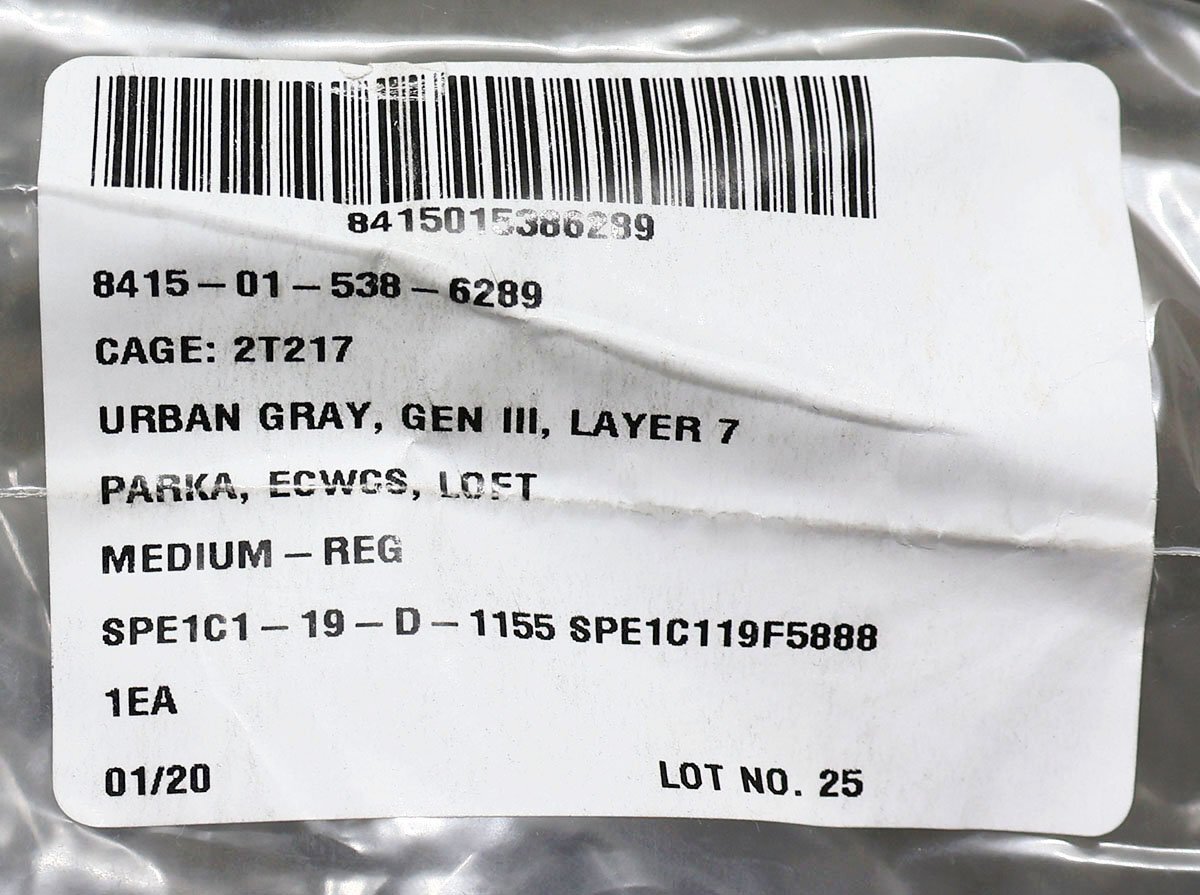 8415015386289
8415-01-538-6289
CAGE: 2T217
URBAN GRAY, GEN III, LAYER 7
PARKA, ECWCS, LOFT
MEDIUM-REG
SPE1C1-19-D-1155 SPE1C119F5888
1EA
01/20 LOT NO. 25